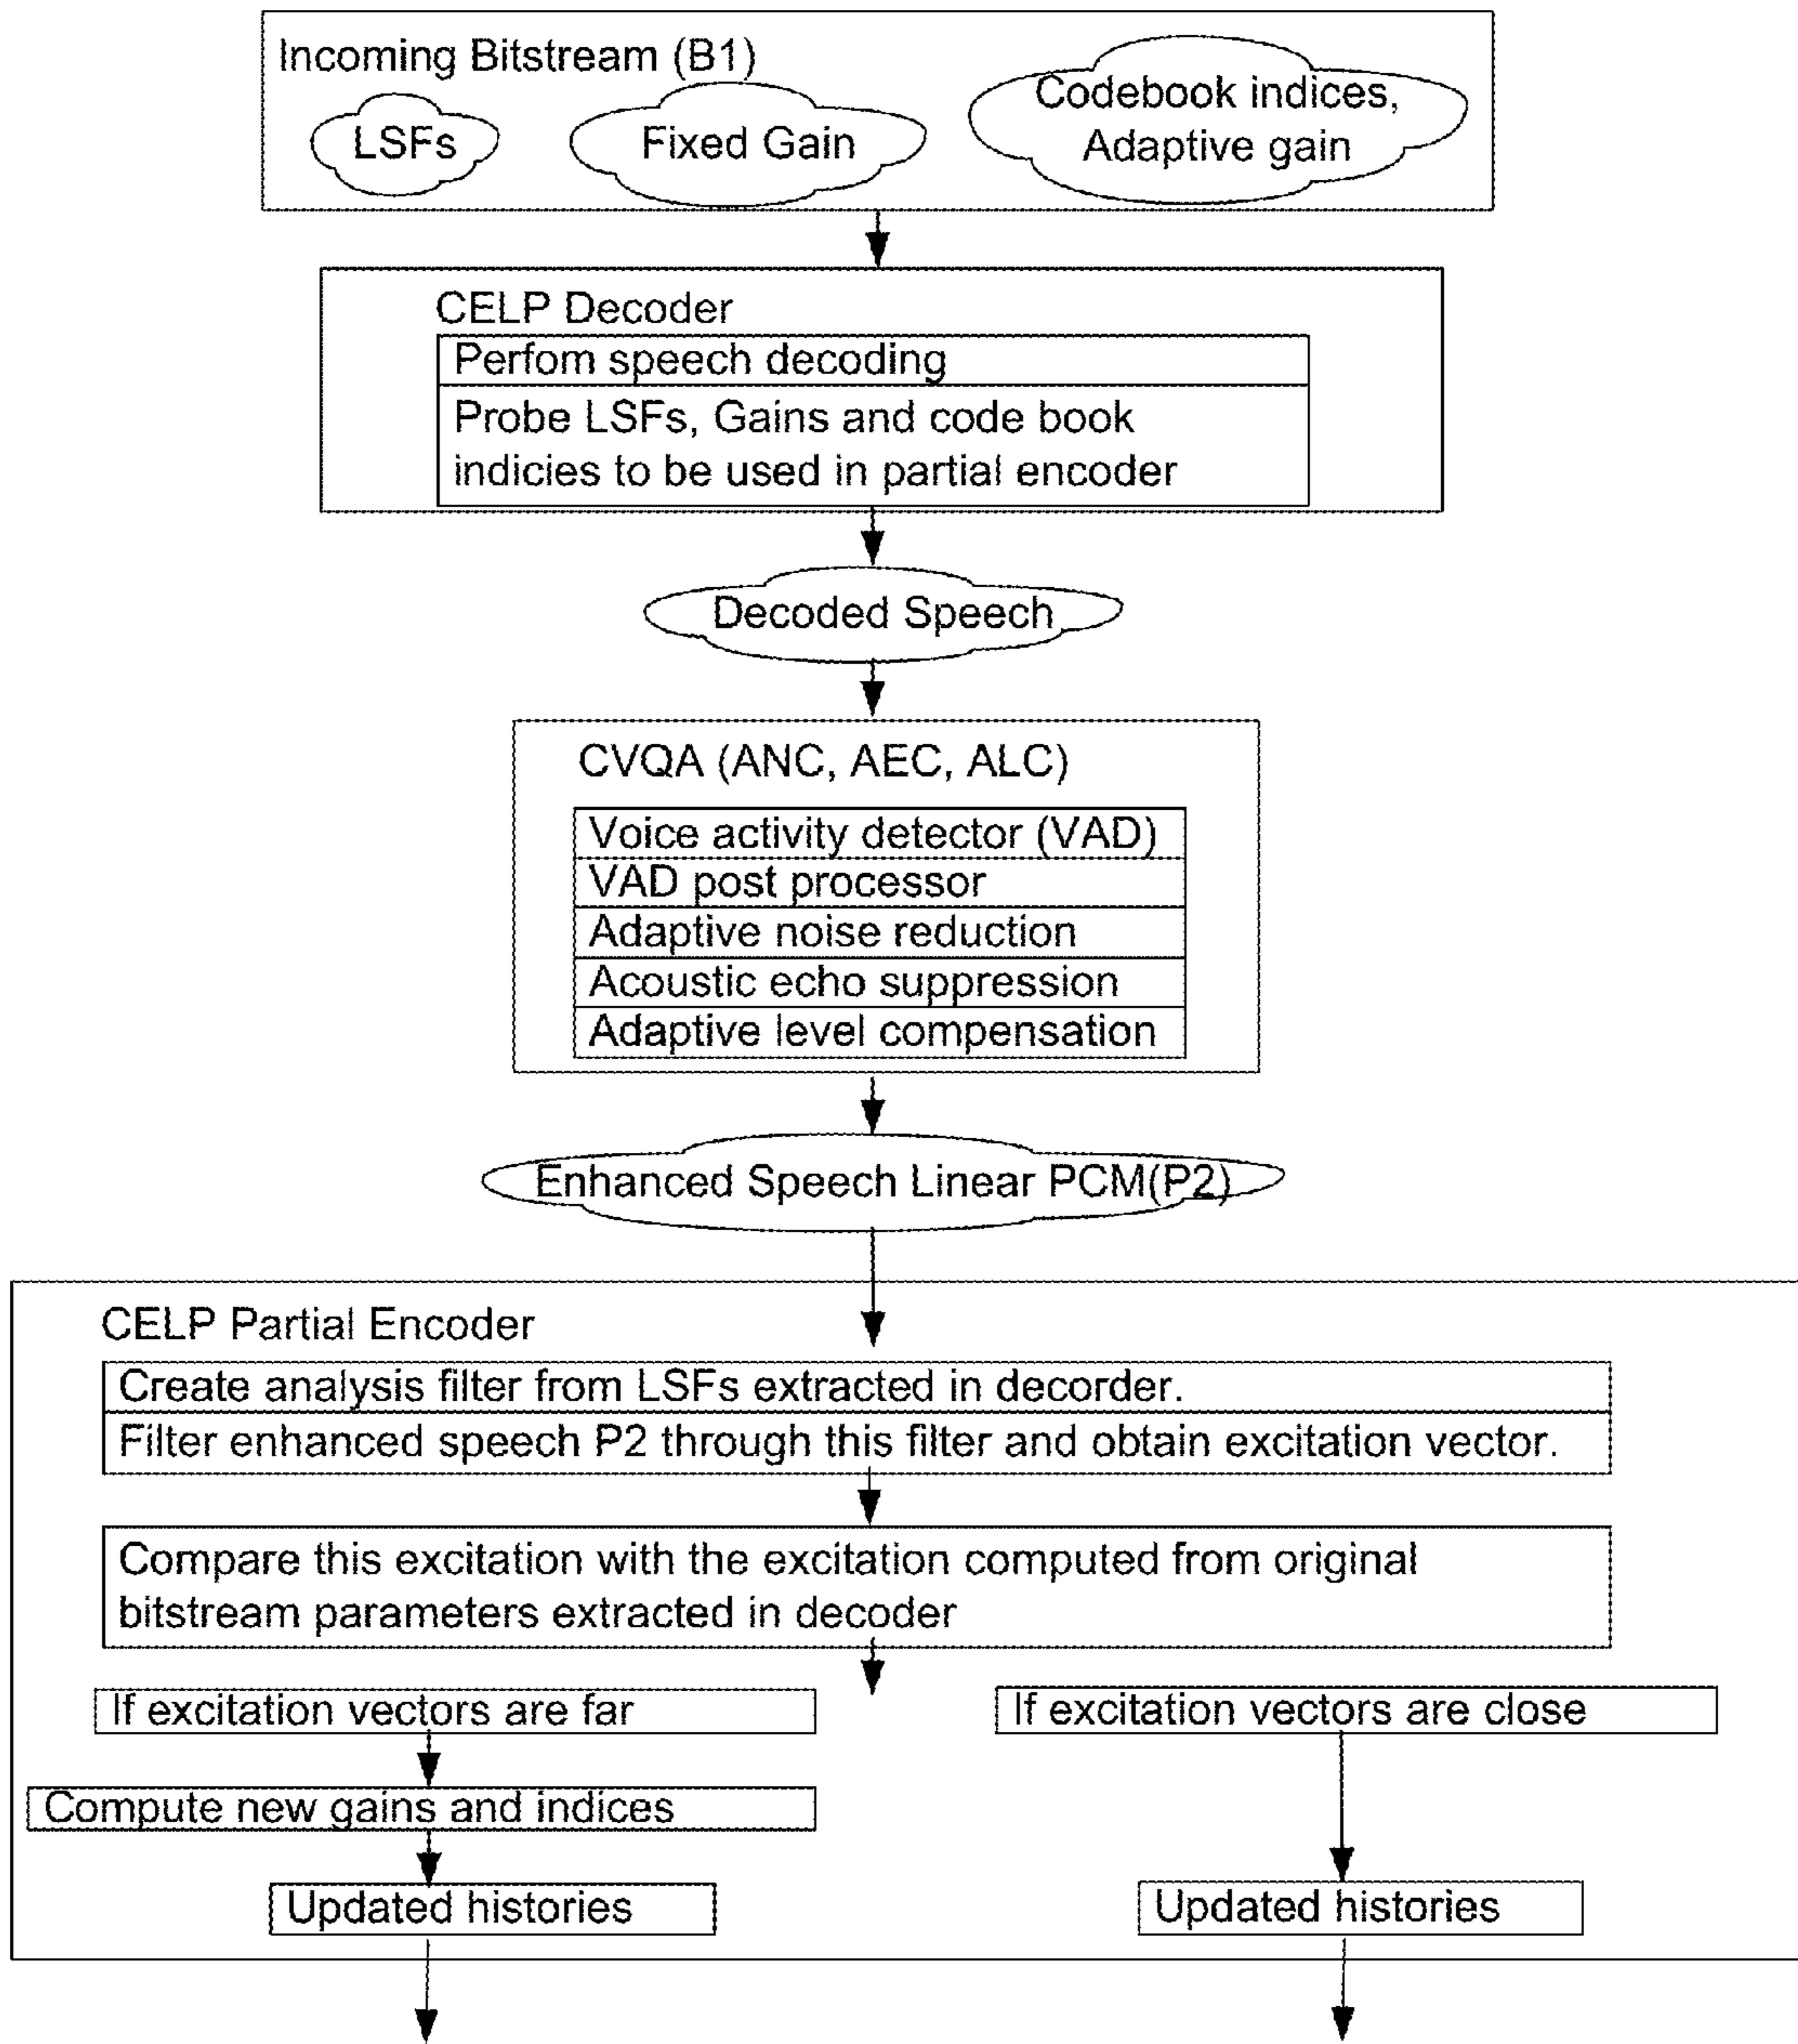 Incoming Bitstream (B1)
LSFs
Fixed Gain
Codebook indices,
Adaptive gain
CELP Decoder
Perfom speech decoding
Probe LSFs, Gains and code book
indicies to be used in partial encoder
Decoded Speech
CVQA (ANC, AEC, ALC)
Voice activity detector (VAD)
VAD post processor
Adaptive noise reduction
Acoustic echo suppression
Adaptive level compensation
Enhanced Speech Linear PCM(P2)
CELP Partial Encoder
Create analysis filter from LSFs extracted in decorder.
Filter enhanced speech P2 through this filter and obtain excitation vector.
Compare this excitation with the excitation computed from original
bitstream parameters extracted in decoder
If excitation vectors are far
If excitation vectors are close
Compute new gains and indices
Updated histories
Updated histories